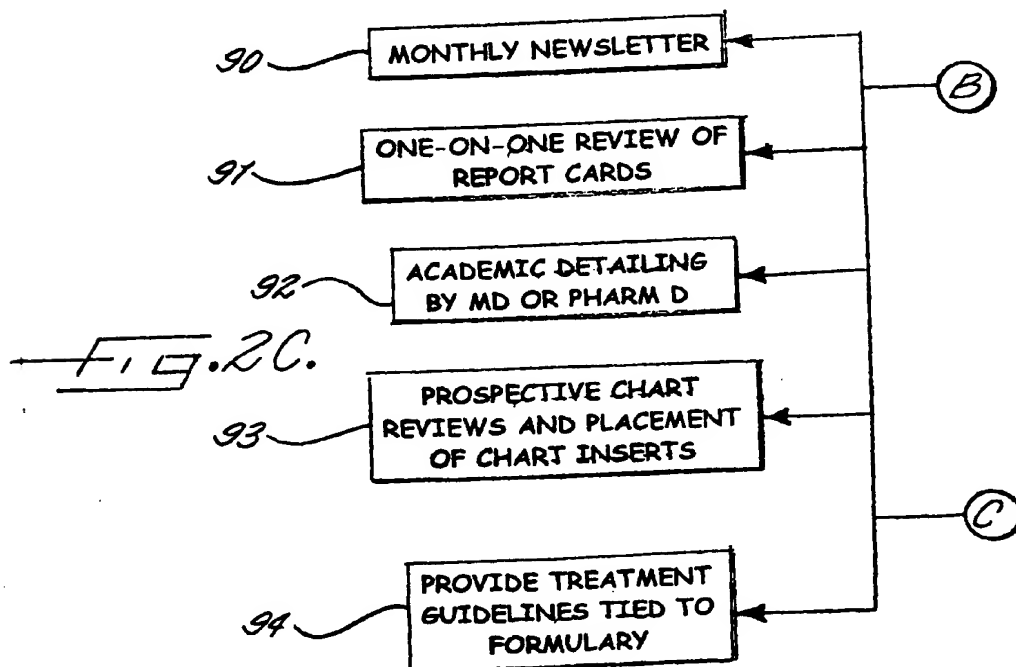 90
MONTHLY NEWSLETTER
B
91
ONE-ON-ONE REVIEW OF
REPORT CARDS
92
ACADEMIC DETAILING
BY MD OR PHARM D
Fig. 2C.
93
PROSPECTIVE CHART
REVIEWS AND PLACEMENT
OF CHART INSERTS
C
94
PROVIDE TREATMENT
GUIDELINES TIED TO
FORMULARY